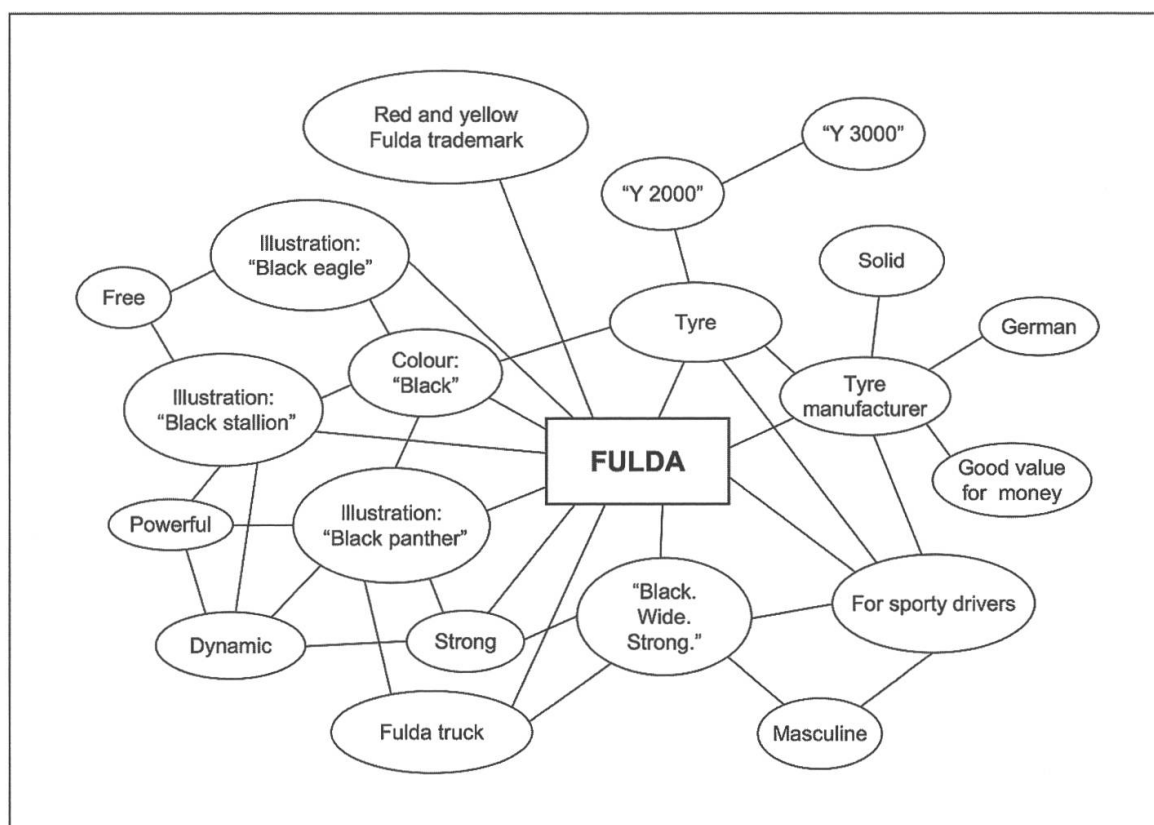 Red and yellow
Fulda trademark
“Y 3000”
“Y 2000”
Illustration:
“Black eagle”
Solid
Free
Tyre
German
Colour:
“Black”
Illustration:
“Black stallion”
Tyre
manufacturer
FULDA
Good value
for money
Powerful
Illustration:
“Black panther”
“Black.
Wide.
Strong.”
For sporty drivers
Dynamic
Strong
Fulda truck
Masculine